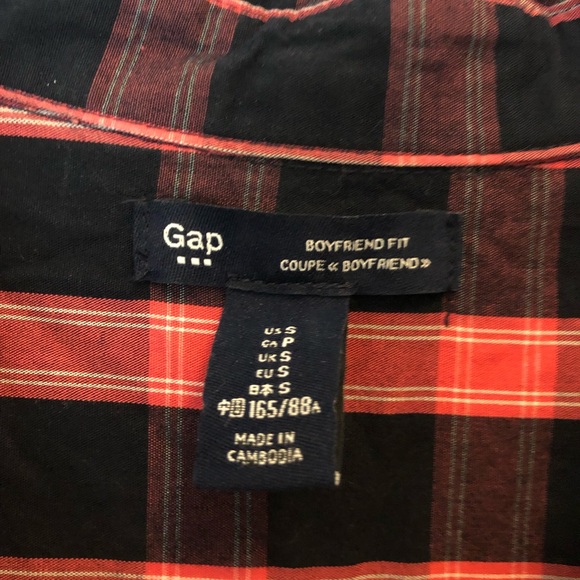 Gap
BOYFRIEND FIT
COUPE « BOYFRIEND »
US S
CA P
UK S
EU S
日本 S
中国 165/88A
MADE IN
CAMBODIA